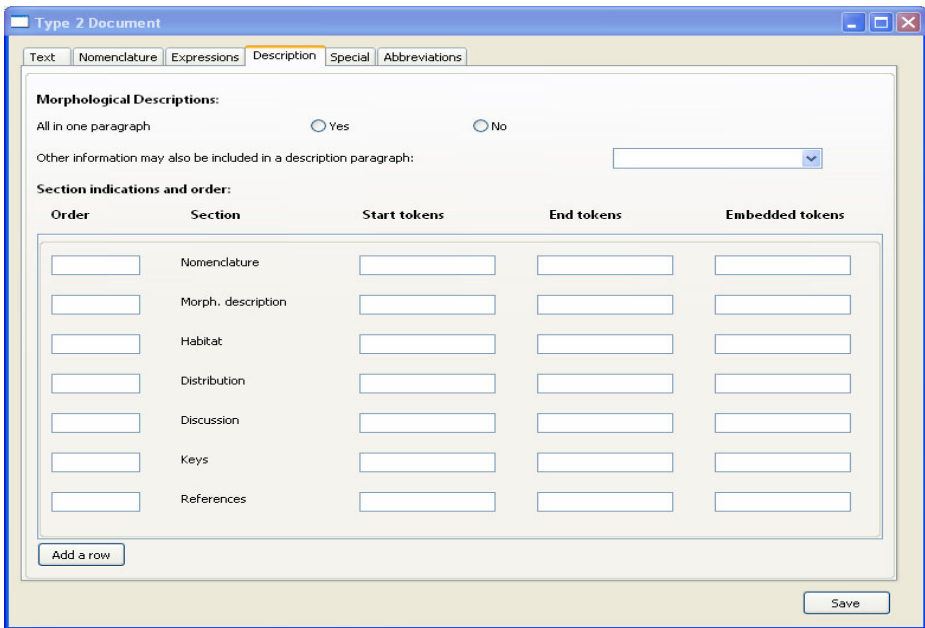 Type 2 Document
Text Nomenclature Expressions Description Special Abbreviations
Morphological Descriptions:
All in one paragraph Yes No
Other information may also be included in a description paragraph:
Section indications and order:
Order Section Start tokens End tokens Embedded tokens
Nomenclature
Morph. description
Habitat
Distribution
Discussion
Keys
References
Add a row
Save